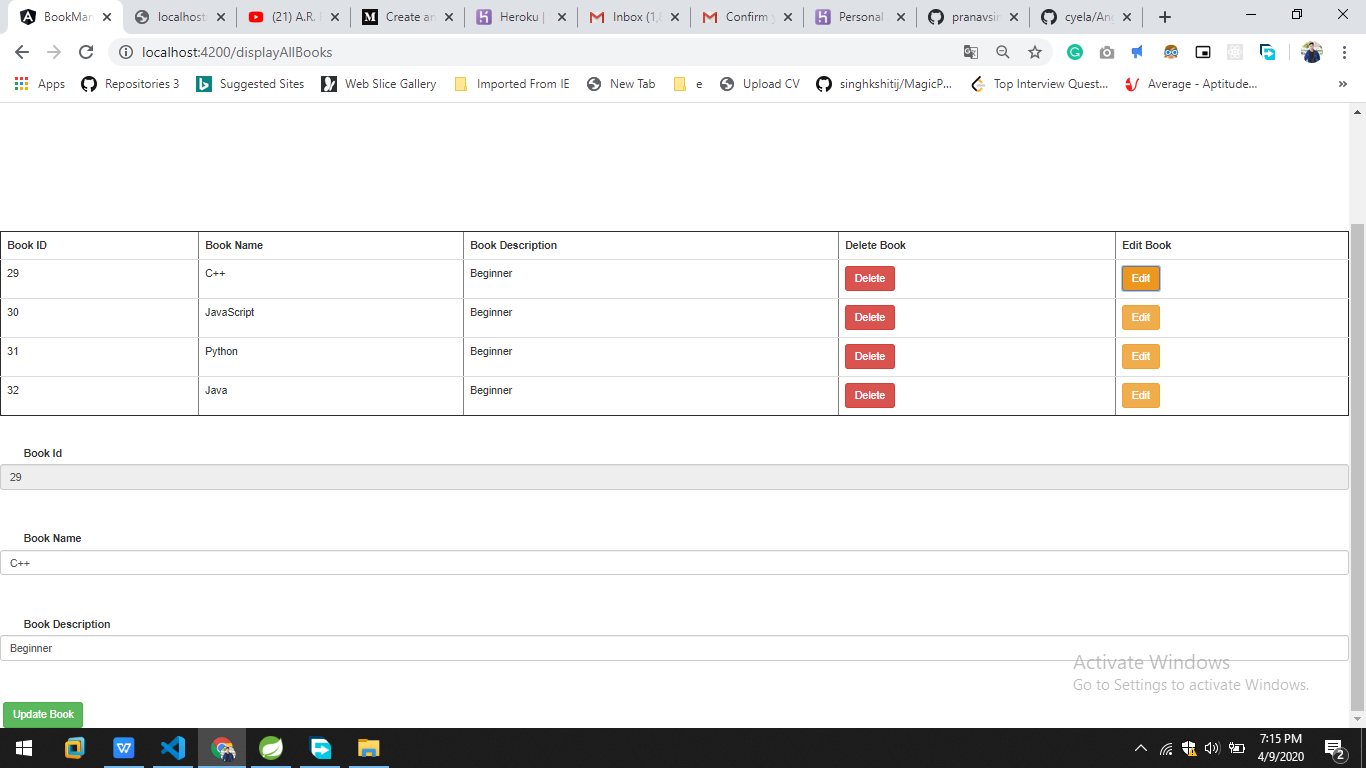 BookMan
localhost:
(21) A.R.
Create an
Heroku |
Inbox (1,
Confirm
Personal
pranavsin
cyela/And
localhost:4200/displayAllBooks
Apps
Repositories 3
Suggested Sites
Web Slice Gallery
Imported From IE
New Tab
e
Upload CV
singhkshitij/MagicP...
Top Interview Quest...
Average - Aptitude...
Book ID Book Name Book Description Delete Book Edit Book
29 C++ Beginner Delete Edit
30 JavaScript Beginner Delete Edit
31 Python Beginner Delete Edit
32 Java Beginner Delete Edit
Book Id
29
Book Name
C++
Book Description
Beginner
Activate Windows
Go to Settings to activate Windows.
Update Book
7:15 PM
4/9/2020
2